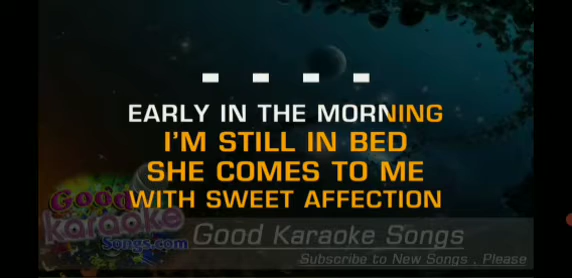 EARLY IN THE MORNING
I'M STILL IN BED
SHE COMES TO ME
WITH SWEET AFFECTION
Good
karaoke
Songs.com
Good Karaoke Songs
Subscribe to New Songs , Please